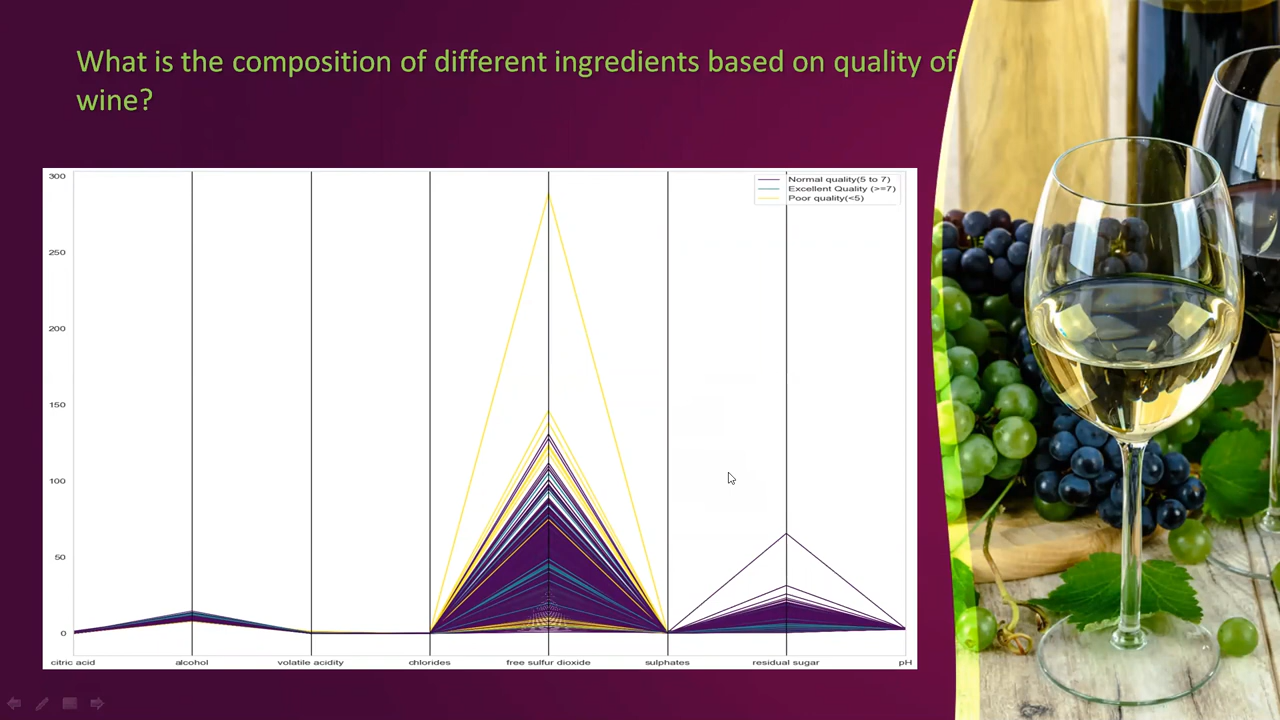 What is the composition of different ingredients based on quality of
wine?
300
250
200
150
100
50
0
Normal quality(5 to 7)
Excellent Quality (>=7)
Poor quality(<5)
citric acid
alcohol
volatile acidity
chlorides
free sulfur dioxide
sulphates
residual sugar
pH